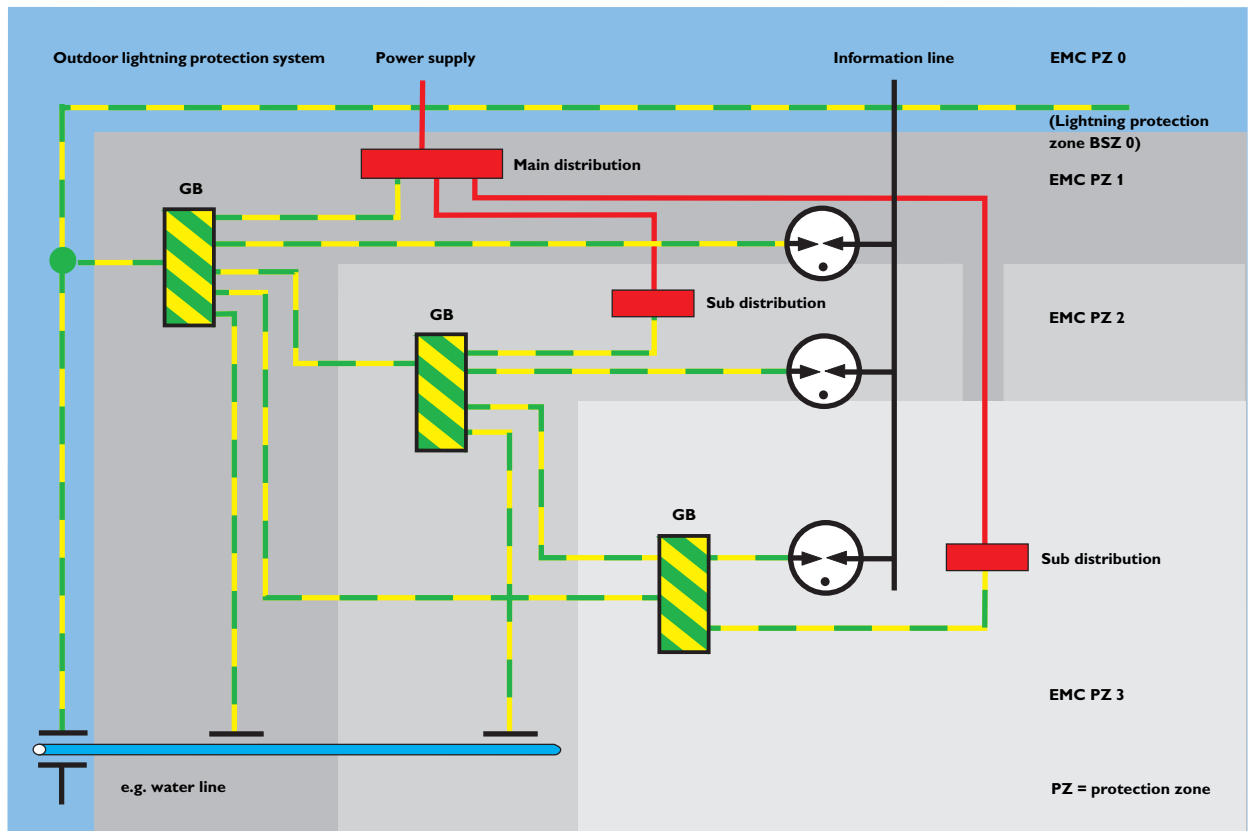 Outdoor lightning protection system
Power supply
Information line
EMC PZ 0
(Lightning protection
zone BSZ 0)
Main distribution
EMC PZ 1
GB
Sub distribution
GB
EMC PZ 2
GB
Sub distribution
EMC PZ 3
e.g. water line
PZ = protection zone